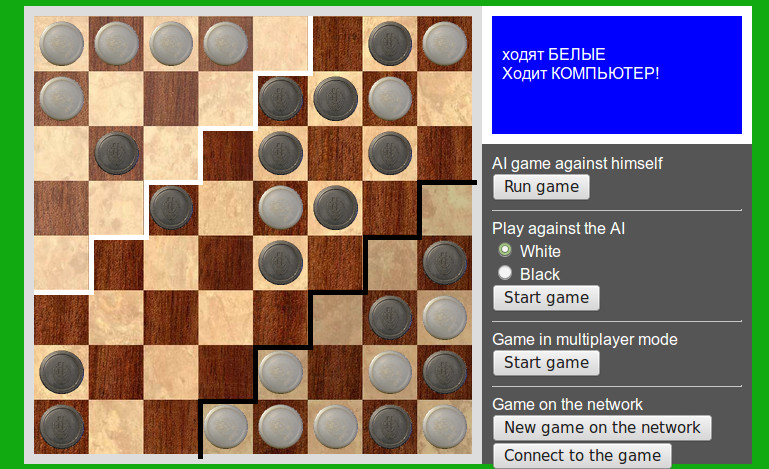 ходят БЕЛЫЕ
Ходит КОМПЬЮТЕР!
AI game against himself
Run game
Play against the AI
White
Black
Start game
Game in multiplayer mode
Start game
Game on the network
New game on the network
Connect to the game